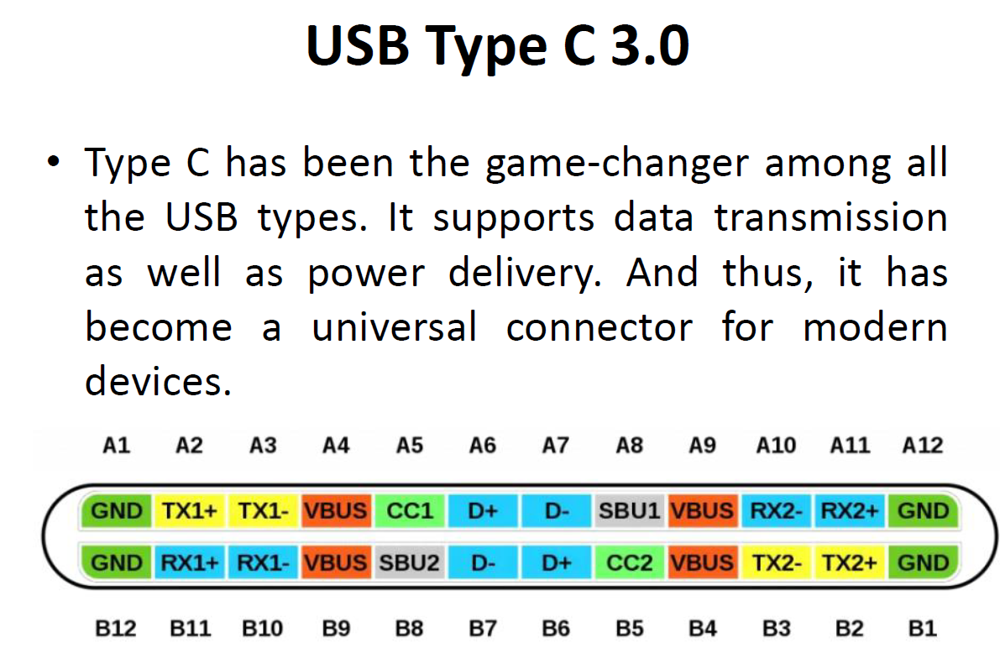 USB Type C 3.0
• Type C has been the game-changer among all
the USB types. It supports data transmission
as well as power delivery. And thus, it has
become a universal connector for modern
devices.
A1 A2 A3 A4 A5 A6 A7 A8 A9 A10 A11 A12
GND TX1+ TX1- VBUS CC1 D+ D- SBU1 VBUS RX2- RX2+ GND
GND RX1+ RX1- VBUS SBU2 D- D+ CC2 VBUS TX2- TX2+ GND
B12 B11 B10 B9 B8 B7 B6 B5 B4 B3 B2 B1